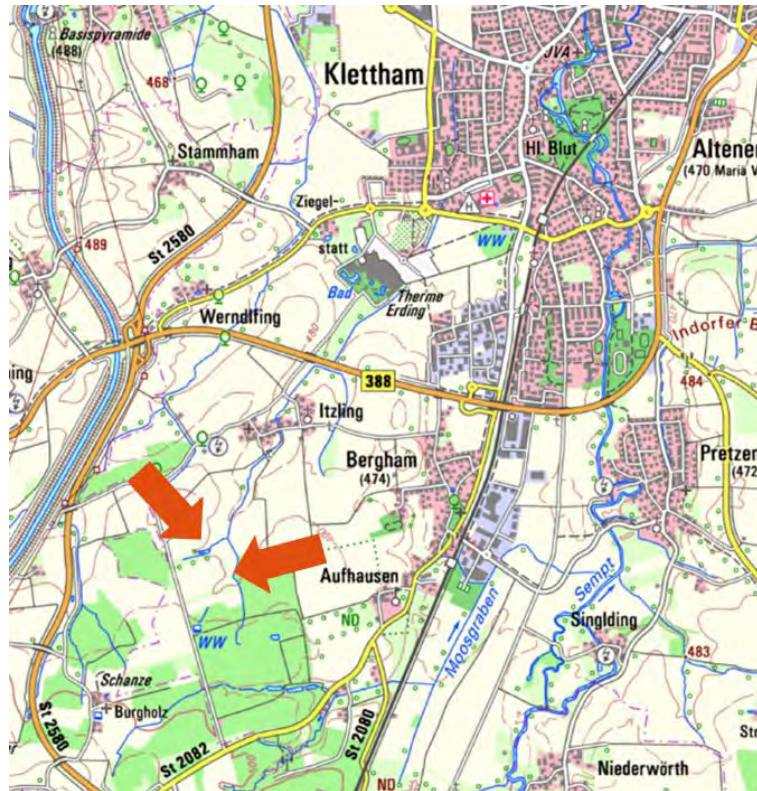 Basispyramide
(488)
468
JVA
Klettham
Stammham
Hl. Blut
Altener
(470 Maria V
Ziegel-
H
489
St 2580
statt
WW
Bad
Therme
Erding
480
Werndlfing
Indorfer B
388
484
ing
Itzling
Bergham
(474)
Pretzen
(472
Aufhausen
ND
Moosgraben
Sempt
Singlding
483
WW
Schanze
Burgholz
St 2580
St 2082
St 2080
Str
Niederwörth
ND